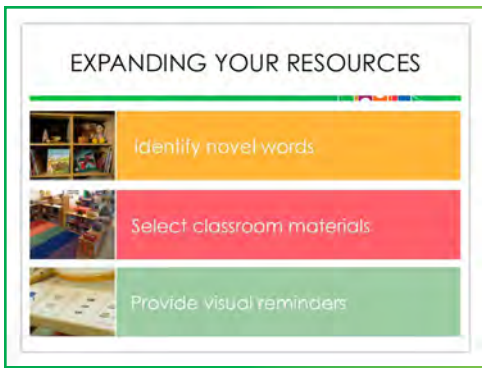 EXPANDING YOUR RESOURCES
Identify novel words
Select classroom materials
Provide visual reminders